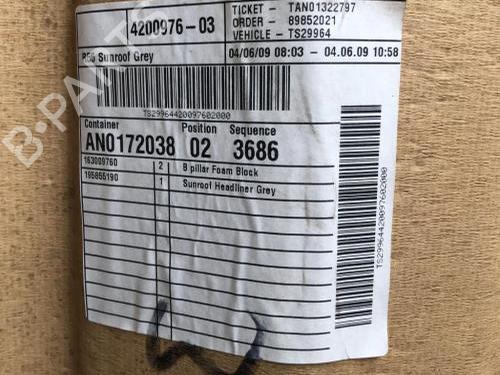 4200976-03
TICKET - TAN01322797
ORDER - 89852021
VEHICLE - TS29964
R56 Sunroof Grey
04/06/09 08:03 - 04.06.09 10:58
TS29964420097602000
Container Position Sequence
AN0172038 02 3686
163009760 2 B pillar Foam Block
195855190 1 Sunroof Headliner Grey
TS29964420097602000
B-PARTS